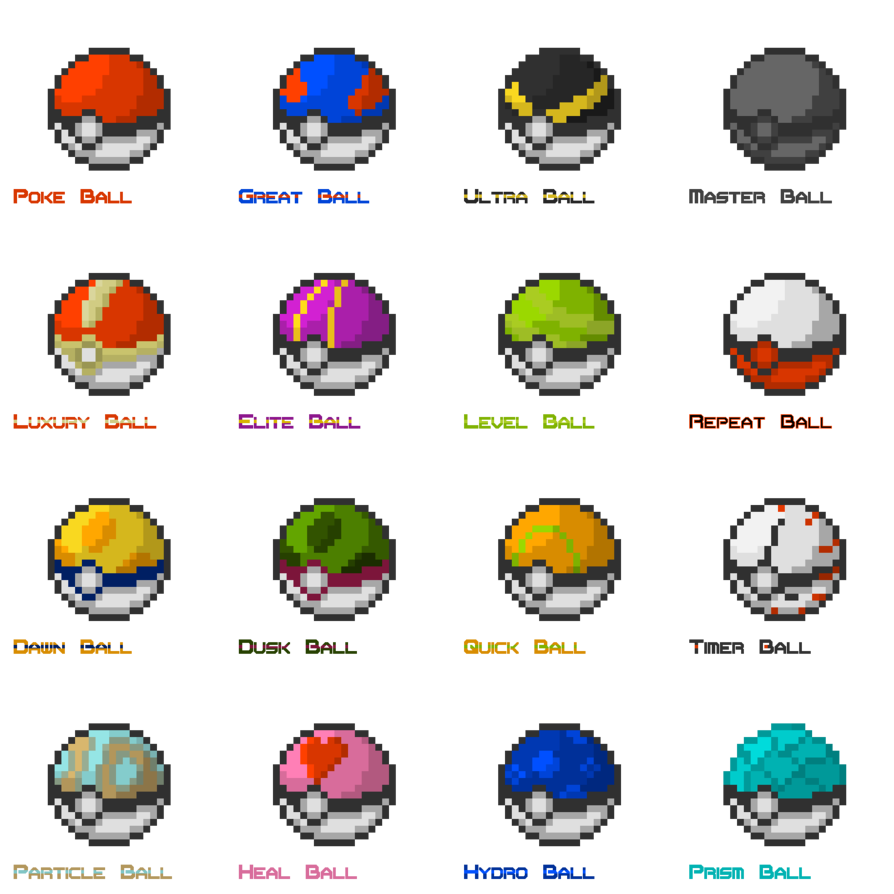 Poke Ball
Great Ball
Ultra Ball
Master Ball
Luxury Ball
Elite Ball
Level Ball
Repeat Ball
Dawn Ball
Dusk Ball
Quick Ball
Timer Ball
Particle Ball
Heal Ball
Hydro Ball
Prism Ball